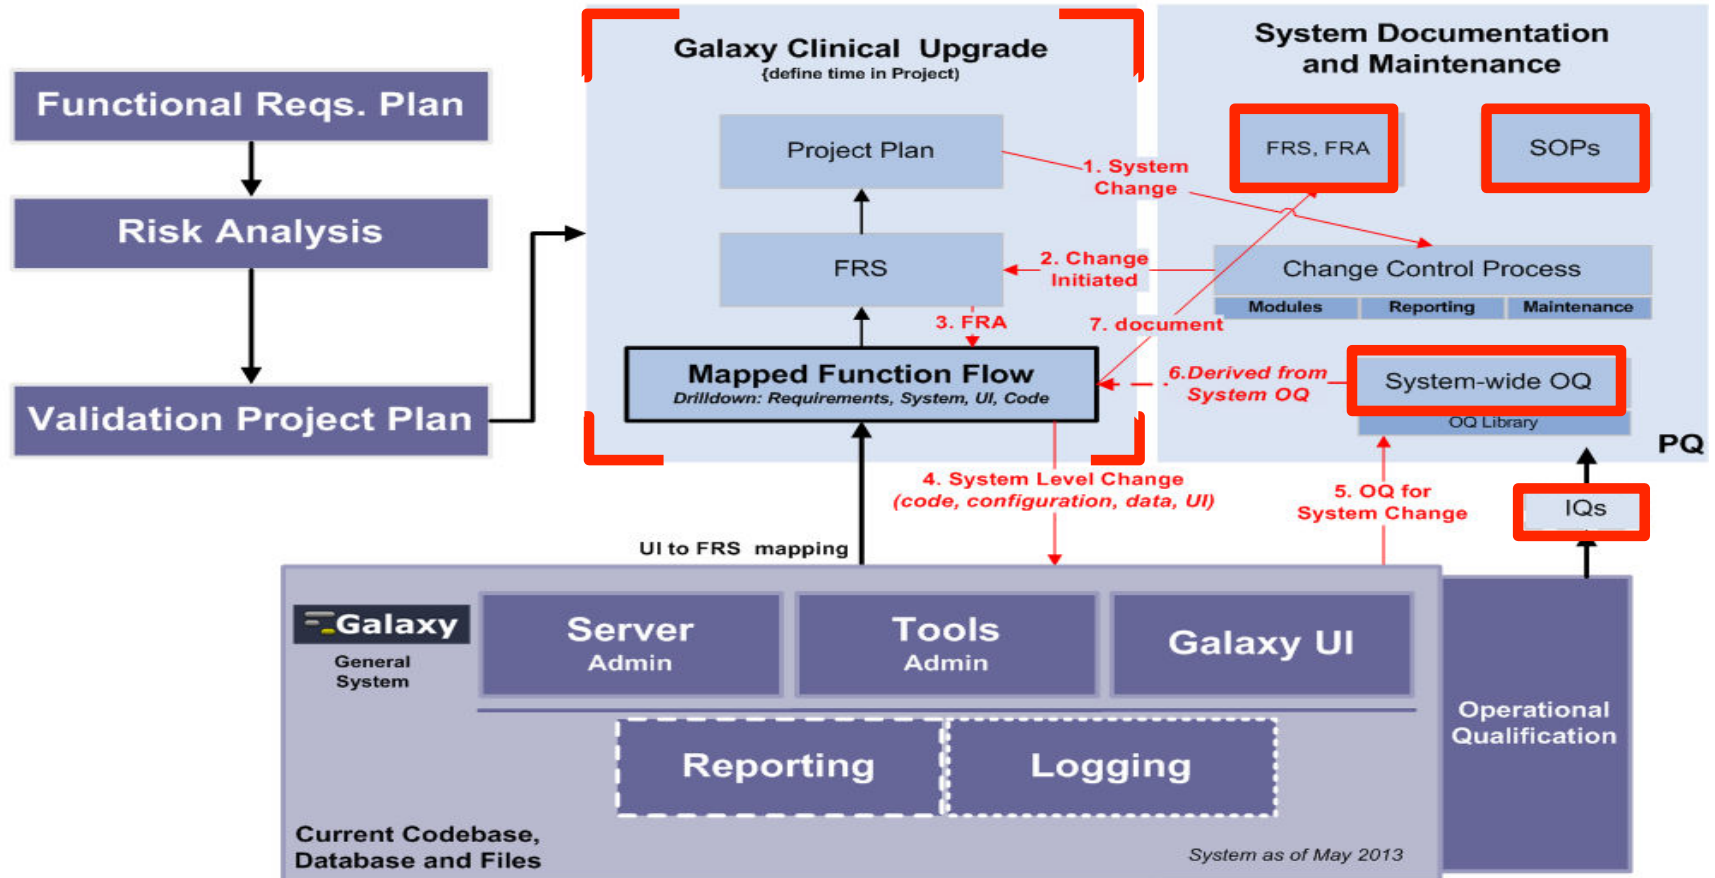 Functional Reqs. Plan
Risk Analysis
Validation Project Plan
Galaxy Clinical Upgrade
{define time in Project)
Project Plan
FRS
3. FRA
Mapped Function Flow
Drilldown: Requirements, System, UI, Code
1. System
Change
2. Change
Initiated
7. document
6.Derived from
System OQ
System Documentation
and Maintenance
FRS, FRA
SOPs
Change Control Process
Modules
Reporting
Maintenance
System-wide OQ
OQ Library
PQ
4. System Level Change
(code, configuration, data, UI)
5. OQ for
System Change
IQs
UI to FRS mapping
Galaxy
General
System
Server
Admin
Tools
Admin
Galaxy UI
Reporting
Logging
Operational
Qualification
Current Codebase,
Database and Files
System as of May 2013